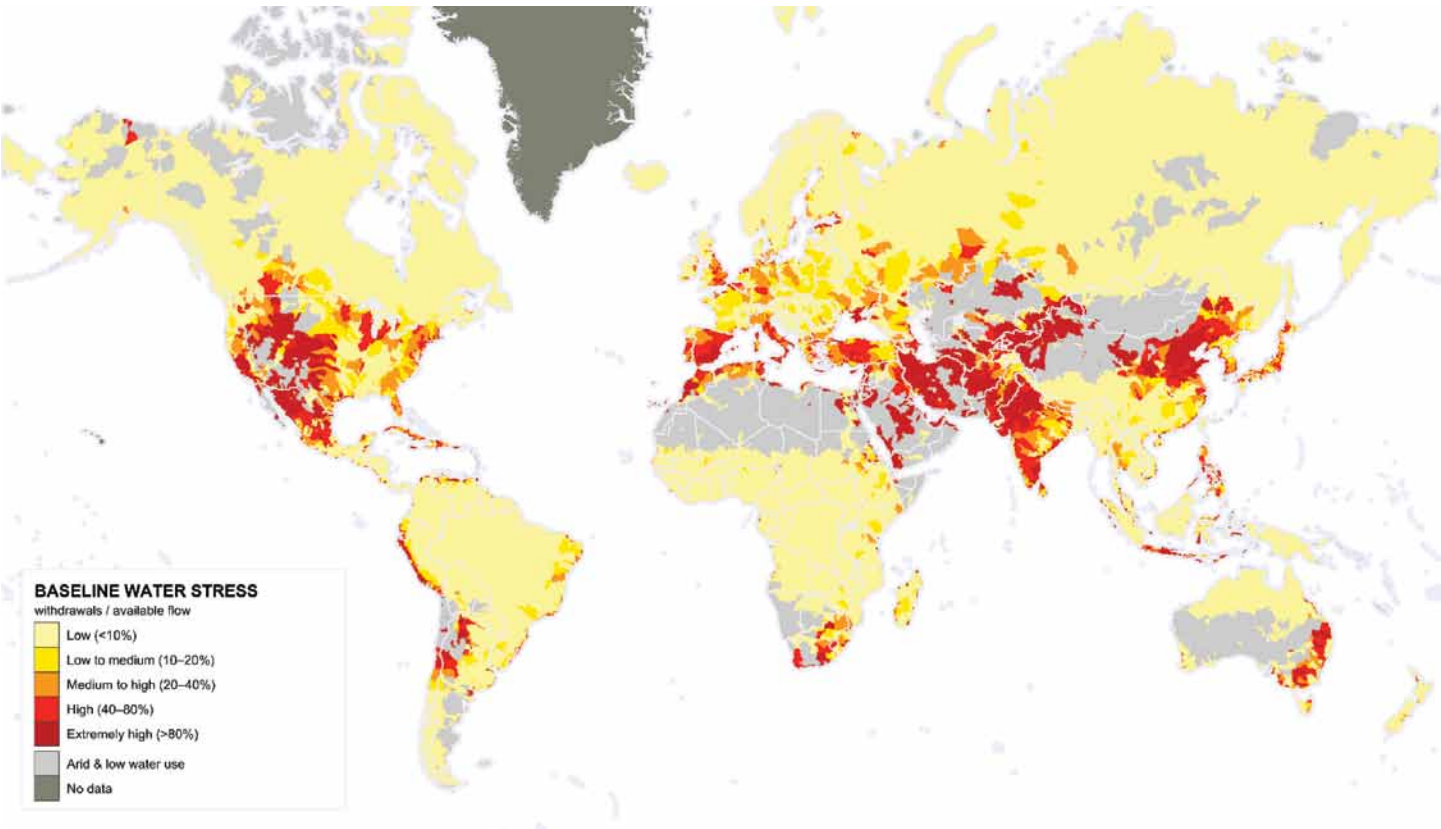 BASELINE WATER STRESS
withdrawals / available flow
Low (<10%)
Low to medium (10–20%)
Medium to high (20–40%)
High (40–80%)
Extremely high (>80%)
Arid & low water use
No data